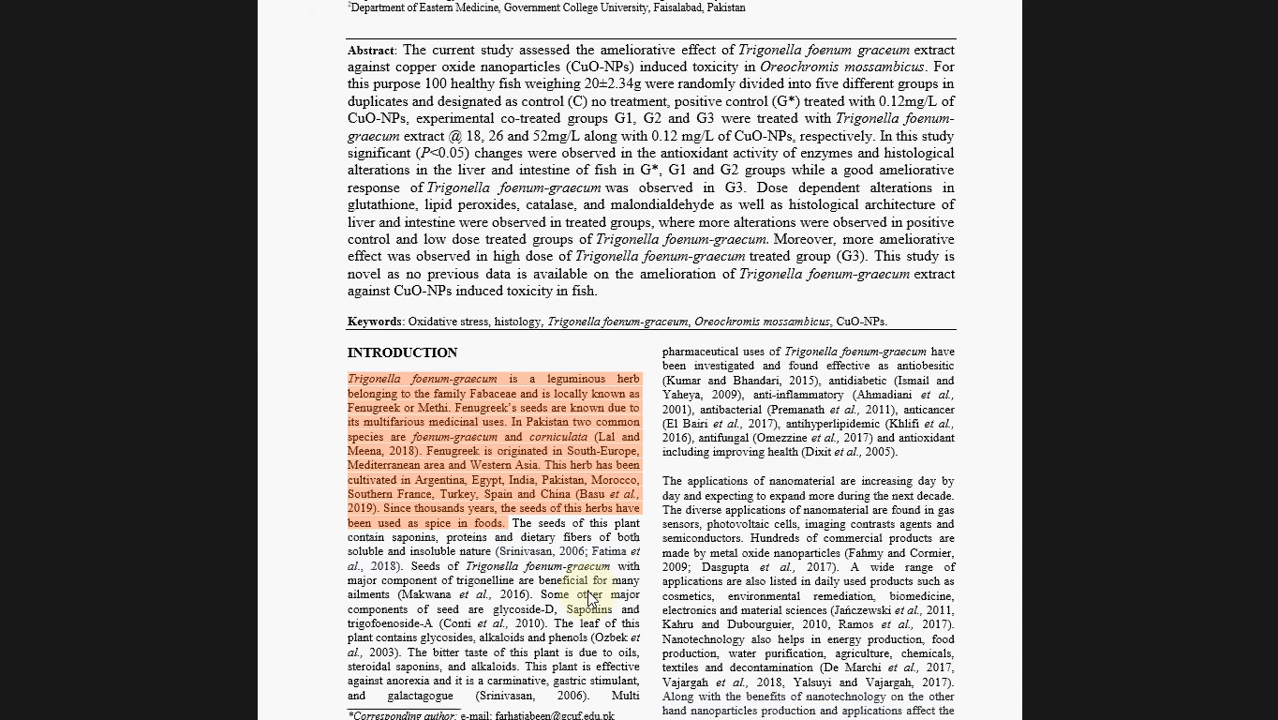 ²Department of Eastern Medicine, Government College University, Faisalabad, Pakistan
Abstract: The current study assessed the ameliorative effect of Trigonella foenum graceum extract
against copper oxide nanoparticles (CuO-NPs) induced toxicity in Oreochromis mossambicus. For
this purpose 100 healthy fish weighing 20±2.34g were randomly divided into five different groups in
duplicates and designated as control (C) no treatment, positive control (G*) treated with 0.12mg/L of
CuO-NPs, experimental co-treated groups G1, G2 and G3 were treated with Trigonella foenum-
graecum extract @ 18, 26 and 52mg/L along with 0.12 mg/L of CuO-NPs, respectively. In this study
significant (P<0.05) changes were observed in the antioxidant activity of enzymes and histological
alterations in the liver and intestine of fish in G*, G1 and G2 groups while a good ameliorative
response of Trigonella foenum-graecum was observed in G3. Dose dependent alterations in
glutathione, lipid peroxides, catalase, and malondialdehyde as well as histological architecture of
liver and intestine were observed in treated groups, where more alterations were observed in positive
control and low dose treated groups of Trigonella foenum-graecum. Moreover, more ameliorative
effect was observed in high dose of Trigonella foenum-graecum treated group (G3). This study is
novel as no previous data is available on the amelioration of Trigonella foenum-graecum extract
against CuO-NPs induced toxicity in fish.
Keywords: Oxidative stress, histology, Trigonella foenum-graceum, Oreochromis mossambicus, CuO-NPs.
INTRODUCTION
Trigonella foenum-graecum is a leguminous herb
belonging to the family Fabaceae and is locally known as
Fenugreek or Methi. Fenugreek's seeds are known due to
its multifarious medicinal uses. In Pakistan two common
species are foenum-graecum and corniculata (Lal and
Meena, 2018). Fenugreek is originated in South-Europe,
Mediterranean area and Western Asia. This herb has been
cultivated in Argentina, Egypt, India, Pakistan, Morocco,
Southern France, Turkey, Spain and China (Basu et al.,
2019). Since thousands years, the seeds of this herbs have
been used as spice in foods. The seeds of this plant
contain saponins, proteins and dietary fibers of both
soluble and insoluble nature (Srinivasan, 2006; Fatima et
al., 2018). Seeds of Trigonella foenum-graecum with
major component of trigonelline are beneficial for many
ailments (Makwana et al., 2016). Some other major
components of seed are glycoside-D, Saponins and
trigofoenoside-A (Conti et al., 2010). The leaf of this
plant contains glycosides, alkaloids and phenols (Ozbek et
al., 2003). The bitter taste of this plant is due to oils,
steroidal saponins, and alkaloids. This plant is effective
against anorexia and it is a carminative, gastric stimulant,
and galactagogue (Srinivasan, 2006). Multi
*Corresponding author: e-mail: farhatjabeen@gcuf.edu.pk
pharmaceutical uses of Trigonella foenum-graecum have
been investigated and found effective as antiobesitic
(Kumar and Bhandari, 2015), antidiabetic (Ismail and
Yaheya, 2009), anti-inflammatory (Ahmadiani et al.,
2001), antibacterial (Premanath et al., 2011), anticancer
(El Bairi et al., 2017), antihyperlipidemic (Khlifi et al.,
2016), antifungal (Omezzine et al., 2017) and antioxidant
including improving health (Dixit et al., 2005).
The applications of nanomaterial are increasing day by
day and expecting to expand more during the next decade.
The diverse applications of nanomaterial are found in gas
sensors, photovoltaic cells, imaging contrasts agents and
semiconductors. Hundreds of commercial products are
made by metal oxide nanoparticles (Fahmy and Cormier,
2009; Dasgupta et al., 2017). A wide range of
applications are also listed in daily used products such as
cosmetics, environmental remediation, biomedicine,
electronics and material sciences (Jańczewski et al., 2011,
Kahru and Dubourguier, 2010, Ramos et al., 2017).
Nanotechnology also helps in energy production, food
production, water purification, agriculture, chemicals,
textiles and decontamination (De Marchi et al., 2017,
Vajargah et al., 2018, Yalsuyi and Vajargah, 2017).
Along with the benefits of nanotechnology on the other
hand nanoparticles production and applications affect the